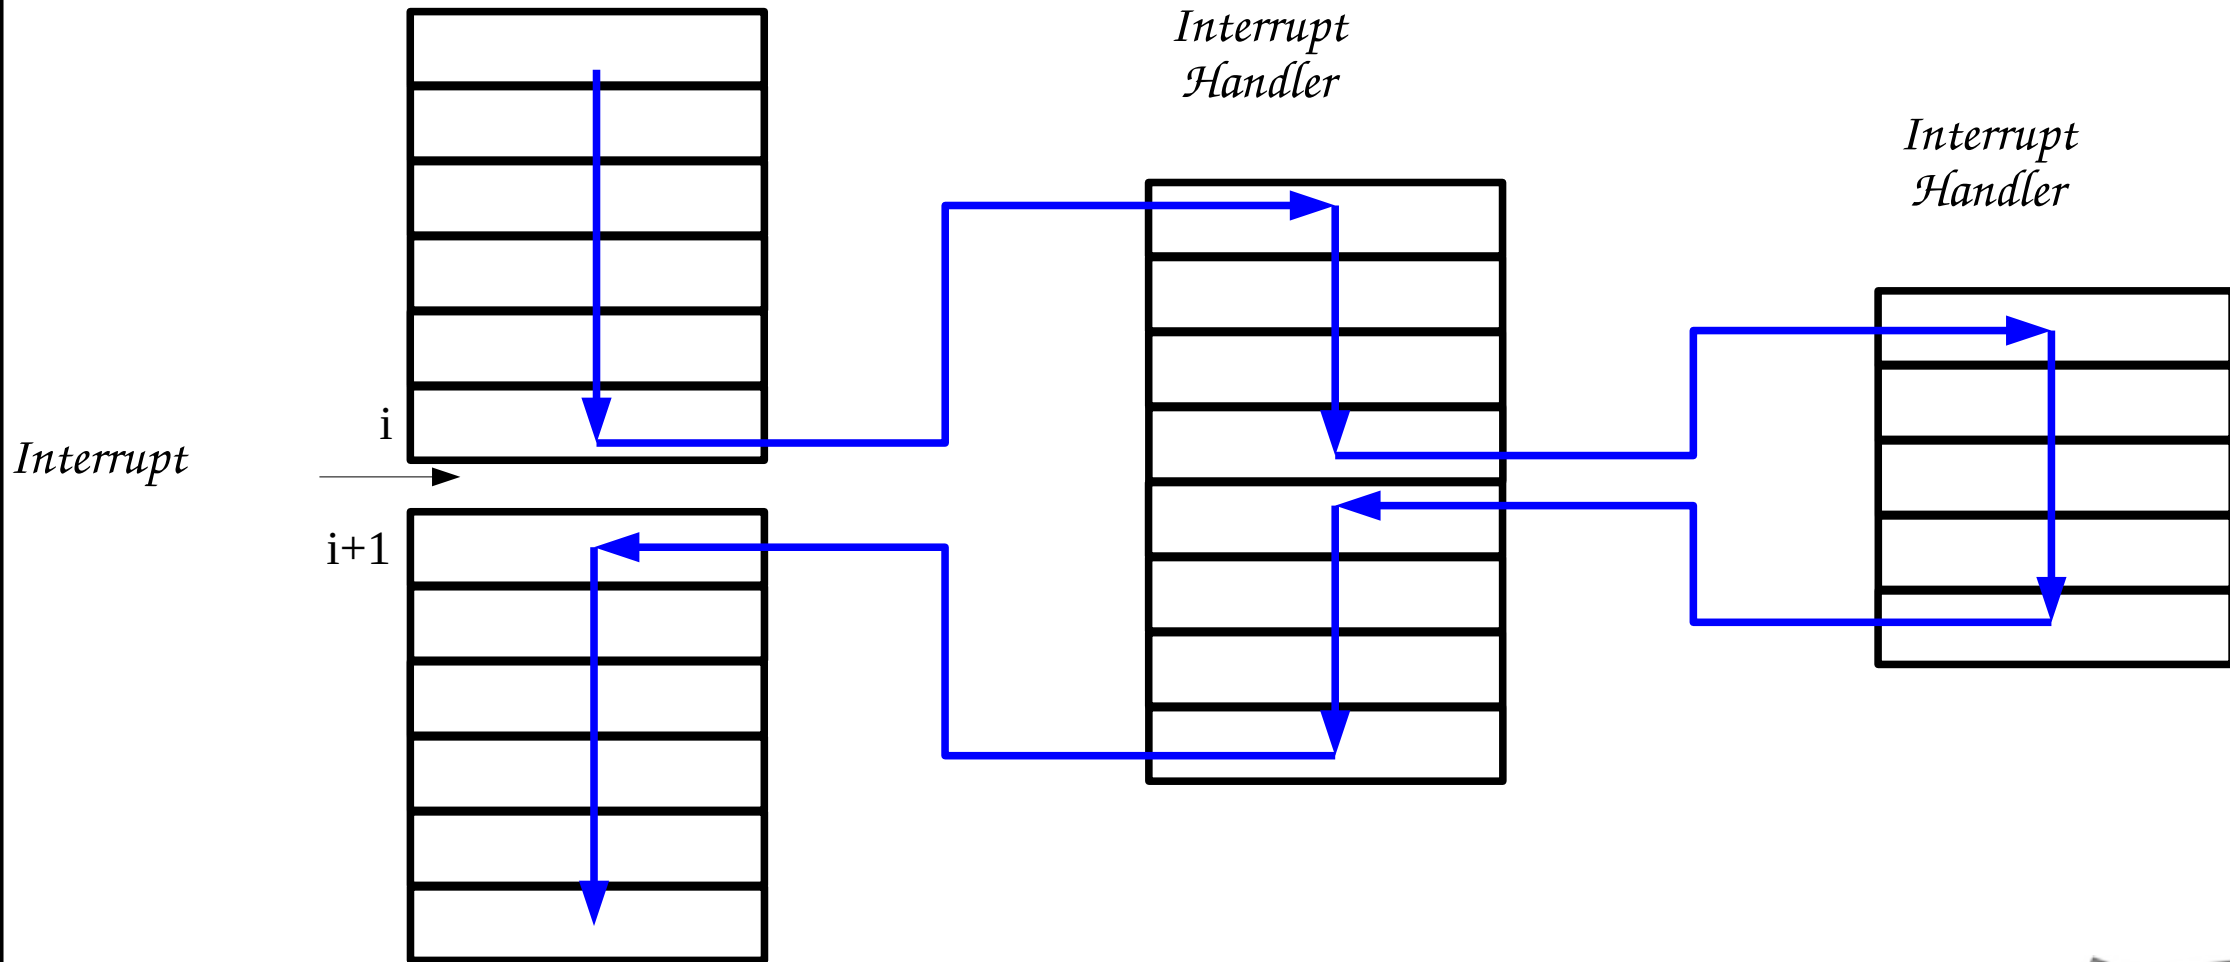 Interrupt
Handler
Interrupt
Handler
i
Interrupt
i+1